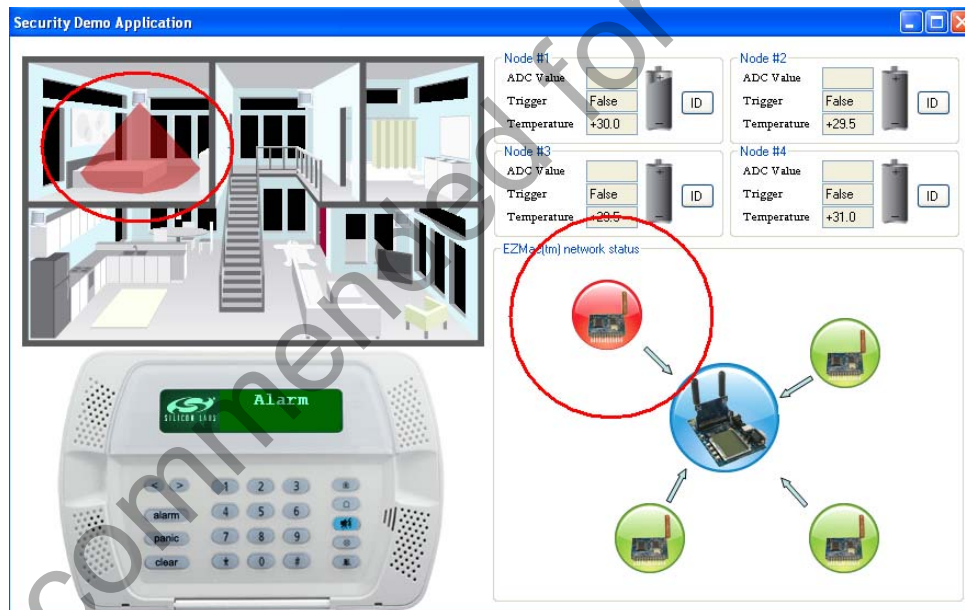 Security Demo Application
Node #1
ADC Value
Trigger False
Temperature +30.0
ID
Node #2
ADC Value
Trigger False
Temperature +29.5
ID
Node #3
ADC Value
Trigger False
Temperature +29.5
ID
Node #4
ADC Value
Trigger False
Temperature +31.0
ID
EZMac(tm) network status
SILICON LABS
Alarm
< > 1 2 3
alarm 4 5 6
panic 7 8 9
clear * 0 #
commended for